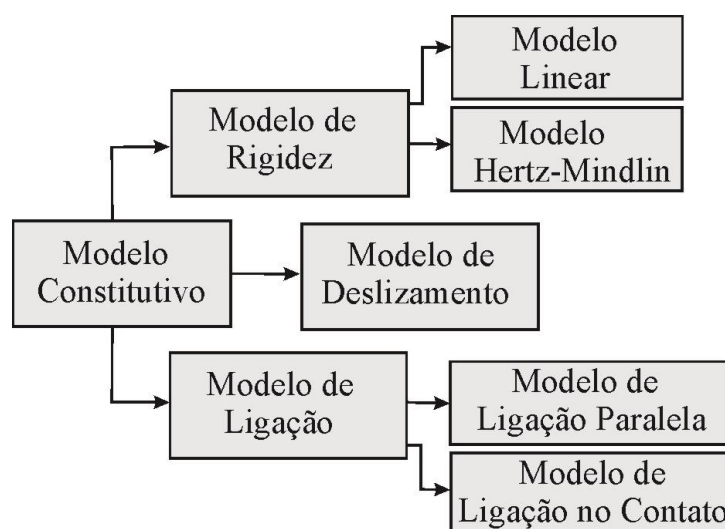 Modelo
Linear
Modelo de
Rigidez
Modelo
Hertz-Mindlin
Modelo
Constitutivo
Modelo de
Deslizamento
Modelo de
Ligação
Modelo de
Ligação Paralela
Modelo de
Ligação no Contato